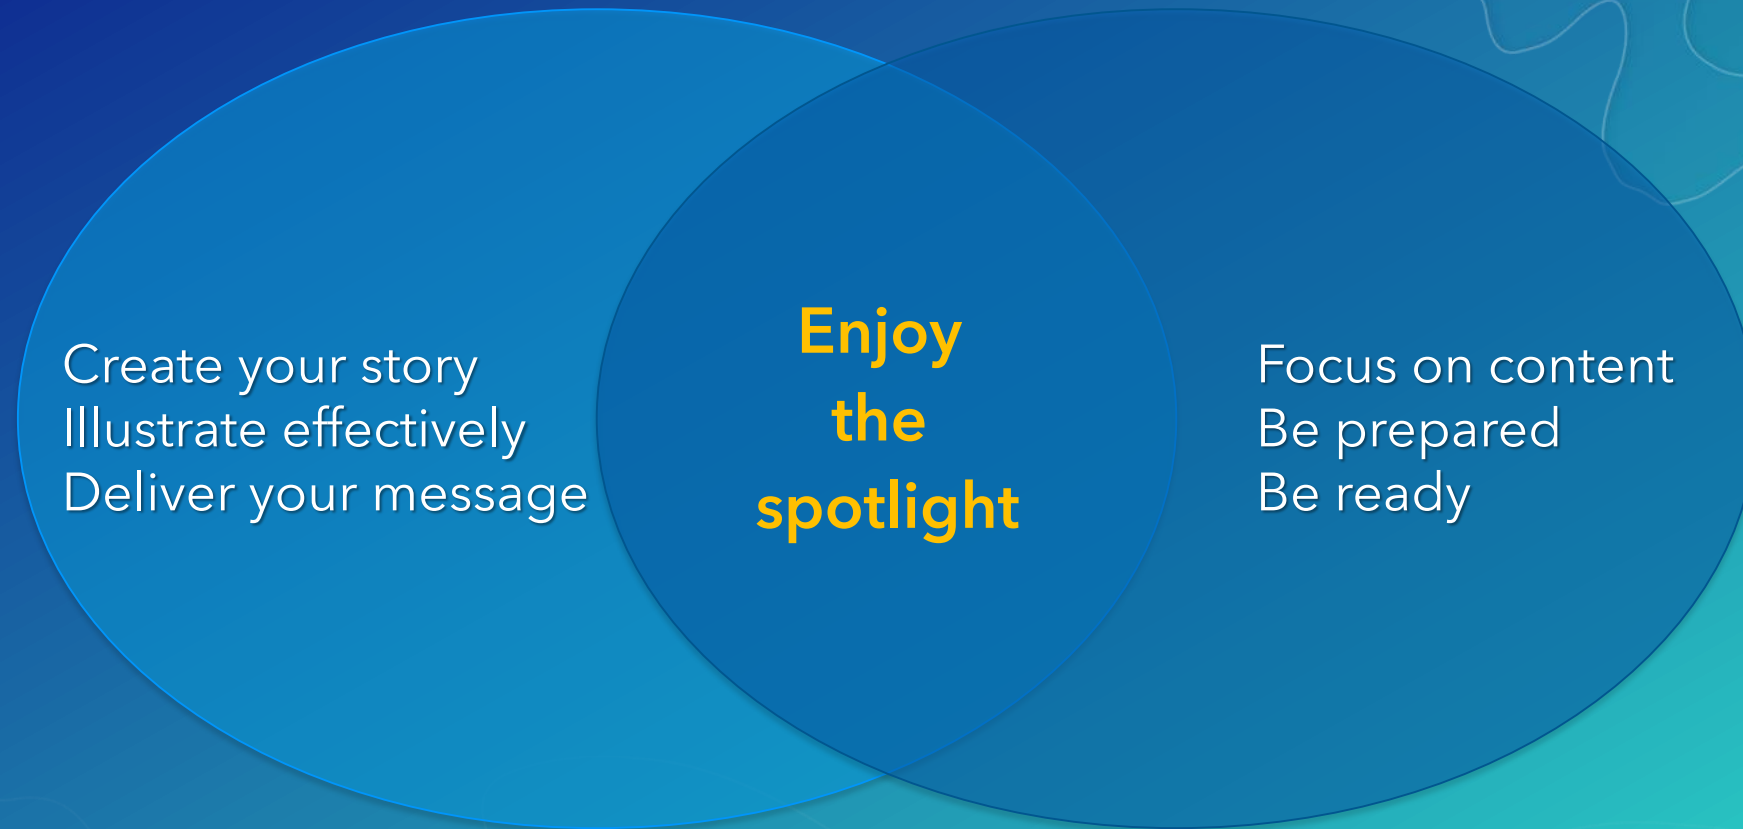 Create your story
Illustrate effectively
Deliver your message
Enjoy
the
spotlight
Focus on content
Be prepared
Be ready